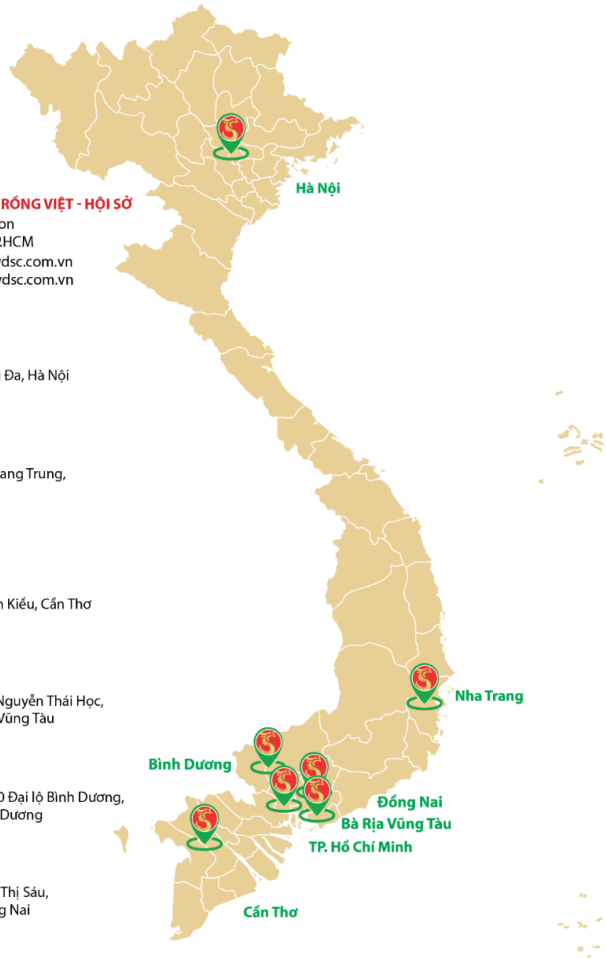 RỒNG VIỆT - HỘI SỞ
on
P.HCM
vdsc.com.vn
vdsc.com.vn
Đa, Hà Nội
ang Trung,
n Kiều, Cần Thơ
Nguyễn Thái Học,
Vũng Tàu
0 Đại lộ Bình Dương,
Dương
Thị Sáu,
g Nai
Hà Nội
Nha Trang
Bình Dương
Đồng Nai
Bà Rịa Vũng Tàu
TP. Hồ Chí Minh
Cần Thơ